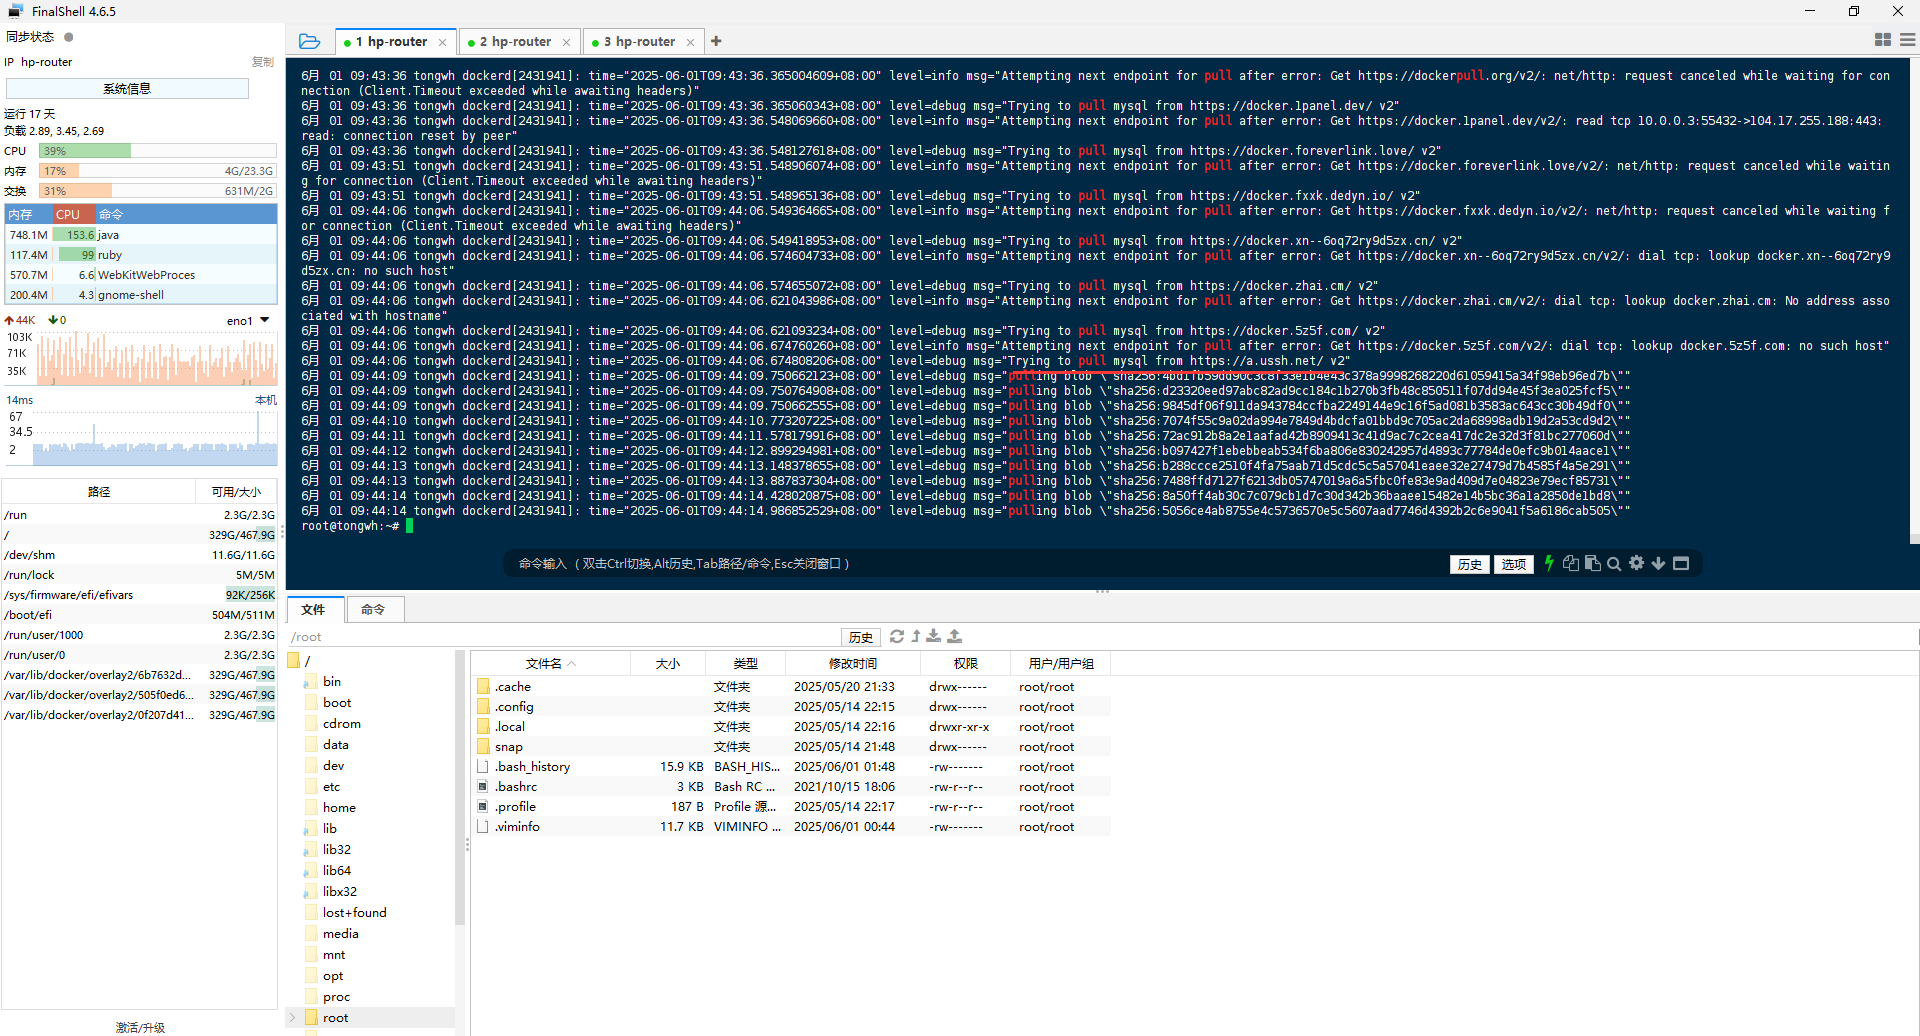 FinalShell 4.6.5
同步状态
IP hp-router 复制
系统信息
运行 17 天
负载 2.89, 3.45, 2.69
CPU 39%
内存 17% 4G/23.3G
交换 31% 631M/2G
内存 CPU 命令
748.1M 153.6 java
117.4M 99 ruby
570.7M 6.6 WebKitWebProces
200.4M 4.3 gnome-shell
44K 0 eno1
103K
71K
35K
14ms 本机
67
34.5
2
路径 可用/大小
/run 2.3G/2.3G
/ 329G/467.9G
/dev/shm 11.6G/11.6G
/run/lock 5M/5M
/sys/firmware/efi/efivars 92K/256K
/boot/efi 504M/511M
/run/user/1000 2.3G/2.3G
/run/user/0 2.3G/2.3G
/var/lib/docker/overlay2/6b7632d... 329G/467.9G
/var/lib/docker/overlay2/505f0ed6... 329G/467.9G
/var/lib/docker/overlay2/0f207d41... 329G/467.9G
激活/升级
1 hp-router 2 hp-router 3 hp-router
6月 01 09:43:36 tongwh dockerd[2431941]: time="2025-06-01T09:43:36.365004609+08:00" level=info msg="Attempting next endpoint for pull after error: Get https://dockerpull.org/v2/: net/http: request canceled while waiting for con
nection (Client.Timeout exceeded while awaiting headers)"
6月 01 09:43:36 tongwh dockerd[2431941]: time="2025-06-01T09:43:36.365060343+08:00" level=debug msg="Trying to pull mysql from https://docker.1panel.dev/ v2"
6月 01 09:43:36 tongwh dockerd[2431941]: time="2025-06-01T09:43:36.548069660+08:00" level=info msg="Attempting next endpoint for pull after error: Get https://docker.1panel.dev/v2/: read tcp 10.0.0.3:55432->104.17.255.188:443:
read: connection reset by peer"
6月 01 09:43:36 tongwh dockerd[2431941]: time="2025-06-01T09:43:36.548127618+08:00" level=debug msg="Trying to pull mysql from https://docker.foreverlink.love/ v2"
6月 01 09:43:51 tongwh dockerd[2431941]: time="2025-06-01T09:43:51.548906074+08:00" level=info msg="Attempting next endpoint for pull after error: Get https://docker.foreverlink.love/v2/: net/http: request canceled while waitin
g for connection (Client.Timeout exceeded while awaiting headers)"
6月 01 09:43:51 tongwh dockerd[2431941]: time="2025-06-01T09:43:51.548965136+08:00" level=debug msg="Trying to pull mysql from https://docker.fxxk.dedyn.io/ v2"
6月 01 09:44:06 tongwh dockerd[2431941]: time="2025-06-01T09:44:06.549364665+08:00" level=info msg="Attempting next endpoint for pull after error: Get https://docker.fxxk.dedyn.io/v2/: net/http: request canceled while waiting f
or connection (Client.Timeout exceeded while awaiting headers)"
6月 01 09:44:06 tongwh dockerd[2431941]: time="2025-06-01T09:44:06.549418953+08:00" level=debug msg="Trying to pull mysql from https://docker.xn--6oq72ry9d5zx.cn/ v2"
6月 01 09:44:06 tongwh dockerd[2431941]: time="2025-06-01T09:44:06.574604733+08:00" level=info msg="Attempting next endpoint for pull after error: Get https://docker.xn--6oq72ry9d5zx.cn/v2/: dial tcp: lookup docker.xn--6oq72ry9
d5zx.cn: no such host"
6月 01 09:44:06 tongwh dockerd[2431941]: time="2025-06-01T09:44:06.574655072+08:00" level=debug msg="Trying to pull mysql from https://docker.zhai.cm/ v2"
6月 01 09:44:06 tongwh dockerd[2431941]: time="2025-06-01T09:44:06.621043986+08:00" level=info msg="Attempting next endpoint for pull after error: Get https://docker.zhai.cm/v2/: dial tcp: lookup docker.zhai.cm: No address asso
ciated with hostname"
6月 01 09:44:06 tongwh dockerd[2431941]: time="2025-06-01T09:44:06.621093234+08:00" level=debug msg="Trying to pull mysql from https://docker.5z5f.com/ v2"
6月 01 09:44:06 tongwh dockerd[2431941]: time="2025-06-01T09:44:06.674760260+08:00" level=info msg="Attempting next endpoint for pull after error: Get https://docker.5z5f.com/v2/: dial tcp: lookup docker.5z5f.com: no such host"
6月 01 09:44:06 tongwh dockerd[2431941]: time="2025-06-01T09:44:06.674808206+08:00" level=debug msg="Trying to pull mysql from https://a.ussh.net/ v2"
6月 01 09:44:09 tongwh dockerd[2431941]: time="2025-06-01T09:44:09.750662123+08:00" level=debug msg="pulling blob
6月 01 09:44:09 tongwh dockerd[2431941]: time="2025-06-01T09:44:09.750764908+08:00" level=debug msg="pulling blob \"sha256:d23320eed97abc82ad9cc184c1b270b3fb48c850511f07dd94e45f3ea025fcf5\""
6月 01 09:44:09 tongwh dockerd[2431941]: time="2025-06-01T09:44:09.750662555+08:00" level=debug msg="pulling blob \"sha256:9845df06f911da943784ccfba2249144e9c16f5ad081b3583ac643cc30b49df0\""
6月 01 09:44:10 tongwh dockerd[2431941]: time="2025-06-01T09:44:10.773207225+08:00" level=debug msg="pulling blob \"sha256:7074f55c9a02da994e7849d4bdcfa01bbd9c705ac2da68998adb19d2a53cd9d2\""
6月 01 09:44:11 tongwh dockerd[2431941]: time="2025-06-01T09:44:11.578179916+08:00" level=debug msg="pulling blob \"sha256:72ac912b8a2e1aafad42b8909413c41d9ac7c2cea417dc2e32d3f81bc277060d\""
6月 01 09:44:12 tongwh dockerd[2431941]: time="2025-06-01T09:44:12.899294981+08:00" level=debug msg="pulling blob \"sha256:b097427f1ebebbeab534f6ba806e830242957d4893c77784de0efc9b014aace1\""
6月 01 09:44:13 tongwh dockerd[2431941]: time="2025-06-01T09:44:13.148378655+08:00" level=debug msg="pulling blob \"sha256:b288ccce2510f4fa75aab71d5cdc5c5a57041eaee32e27479d7b4585f4a5e291\""
6月 01 09:44:13 tongwh dockerd[2431941]: time="2025-06-01T09:44:13.887837304+08:00" level=debug msg="pulling blob \"sha256:7488ffd7127f6213db05747019a6a5fbc0fe83e9ad409d7e04823e79ecf85731\""
6月 01 09:44:14 tongwh dockerd[2431941]: time="2025-06-01T09:44:14.428020875+08:00" level=debug msg="pulling blob \"sha256:8a50ff4ab30c7c079cb1d7c30d342b36baaee15482e14b5bc36a1a2850de1bd8\""
6月 01 09:44:14 tongwh dockerd[2431941]: time="2025-06-01T09:44:14.986852529+08:00" level=debug msg="pulling blob \"sha256:5056ce4ab8755e4c5736570e5c5607aad7746d4392b2c6e9041f5a6186cab505\""
root@tongwh:~#
命令输入 (双击Ctrl切换,Alt历史,Tab路径/命令,Esc关闭窗口) 历史 选项
文件 命令
/root 历史
/
bin
boot
cdrom
data
dev
etc
home
lib
lib32
lib64
libx32
lost+found
media
mnt
opt
proc
root
文件名 大小 类型 修改时间 权限 用户/用户组
.cache 文件夹 2025/05/20 21:33 drwx------ root/root
.config 文件夹 2025/05/14 22:15 drwx------ root/root
.local 文件夹 2025/05/14 22:16 drwxr-xr-x root/root
snap 文件夹 2025/05/14 21:48 drwx------ root/root
.bash_history 15.9 KB BASH_HIS... 2025/06/01 01:48 -rw------- root/root
.bashrc 3 KB Bash RC ... 2021/10/15 18:06 -rw-r--r-- root/root
.profile 187 B Profile 源... 2025/05/14 22:17 -rw-r--r-- root/root
.viminfo 11.7 KB VIMINFO ... 2025/06/01 00:44 -rw------- root/root